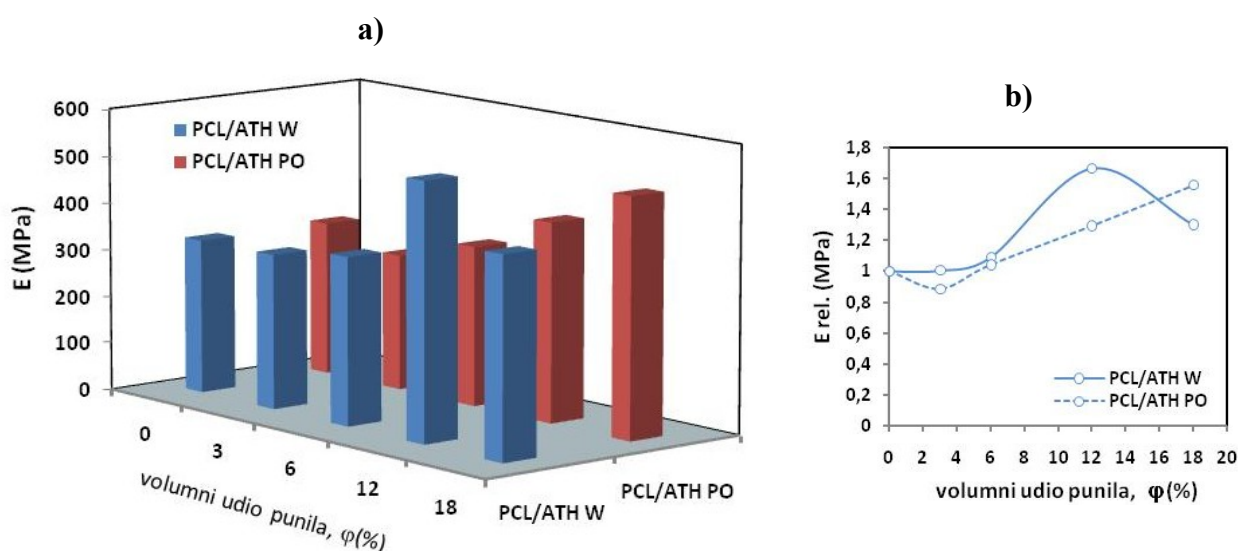 a)
600
500
400
300
200
100
0
E (MPa)
PCL/ATH W
PCL/ATH PO
0
3
6
12
18
volumni udio punila, φ(%)
PCL/ATH W
PCL/ATH PO
b)
1,8
1,6
1,4
1,2
1
0,8
0,6
0,4
0,2
0
E rel. (MPa)
PCL/ATH W
PCL/ATH PO
0 2 4 6 8 10 12 14 16 18 20
volumni udio punila, φ(%)